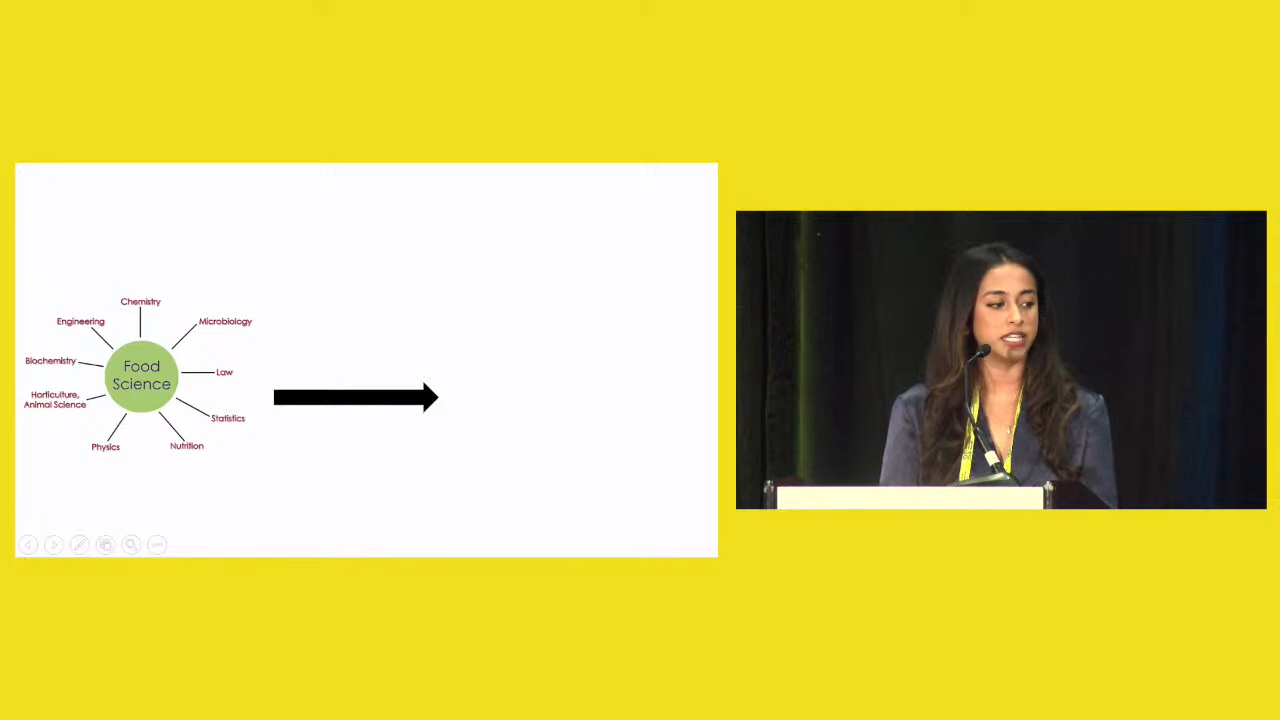 Chemistry
Engineering
Microbiology
Biochemistry
Food
Science
Law
Horticulture,
Animal Science
Statistics
Physics
Nutrition